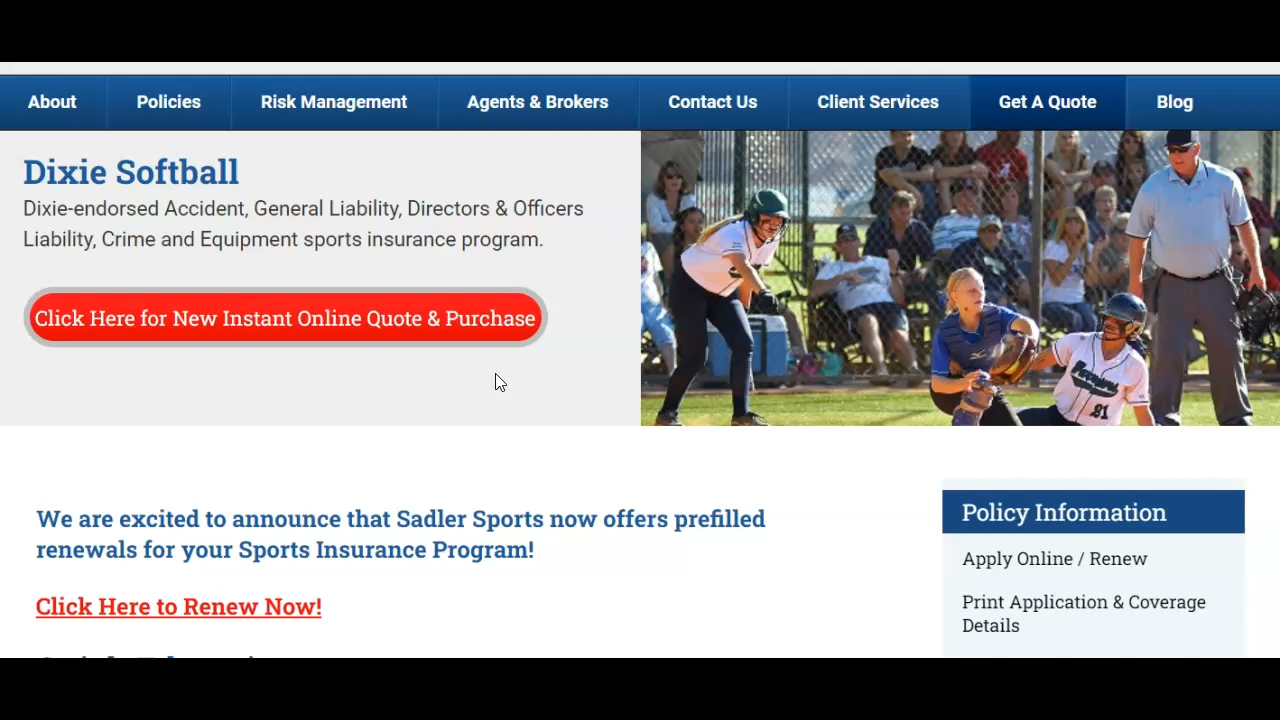 About Policies Risk Management Agents & Brokers Contact Us Client Services Get A Quote Blog
Dixie Softball
Dixie-endorsed Accident, General Liability, Directors & Officers
Liability, Crime and Equipment sports insurance program.
Click Here for New Instant Online Quote & Purchase
21
We are excited to announce that Sadler Sports now offers prefilled
renewals for your Sports Insurance Program!
Click Here to Renew Now!
Policy Information
Apply Online / Renew
Print Application & Coverage
Details